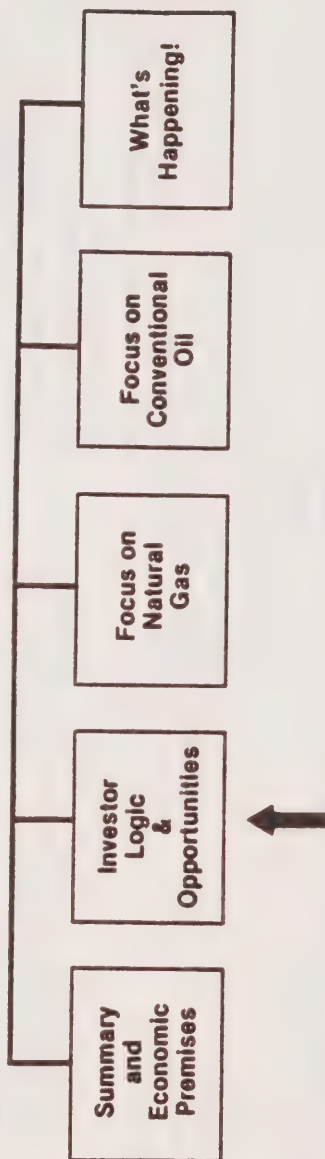 Summary
and
Economic
Premises
Investor
Logic
&
Opportunities
Focus on
Natural
Gas
Focus on
Conventional
Oil
What's
Happening!